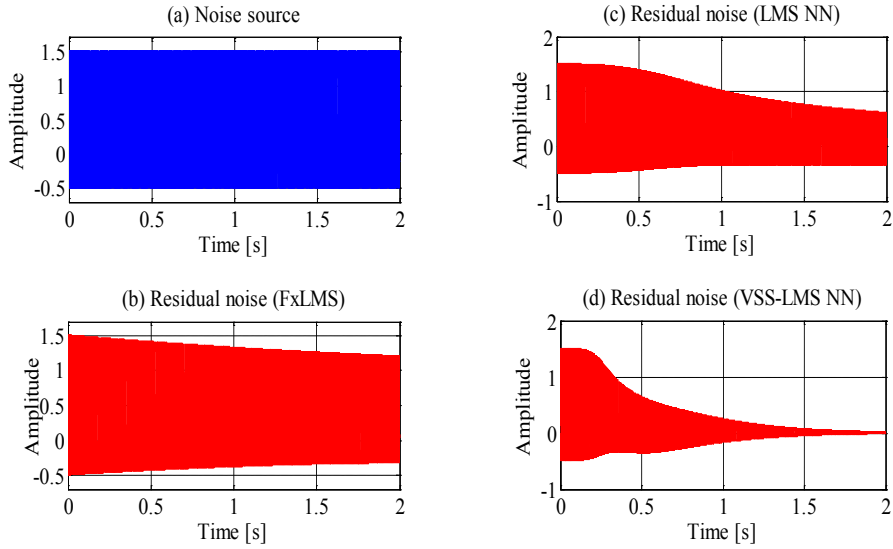 (a) Noise source
Amplitude
1.5
1
0.5
0
-0.5
0 0.5 1 1.5 2
Time [s]
(b) Residual noise (FxLMS)
Amplitude
1.5
1
0.5
0
-0.5
0 0.5 1 1.5 2
Time [s]
(c) Residual noise (LMS NN)
Amplitude
2
1
0
-1
0 0.5 1 1.5 2
Time [s]
(d) Residual noise (VSS-LMS NN)
Amplitude
2
1
0
-1
0 0.5 1 1.5 2
Time [s]